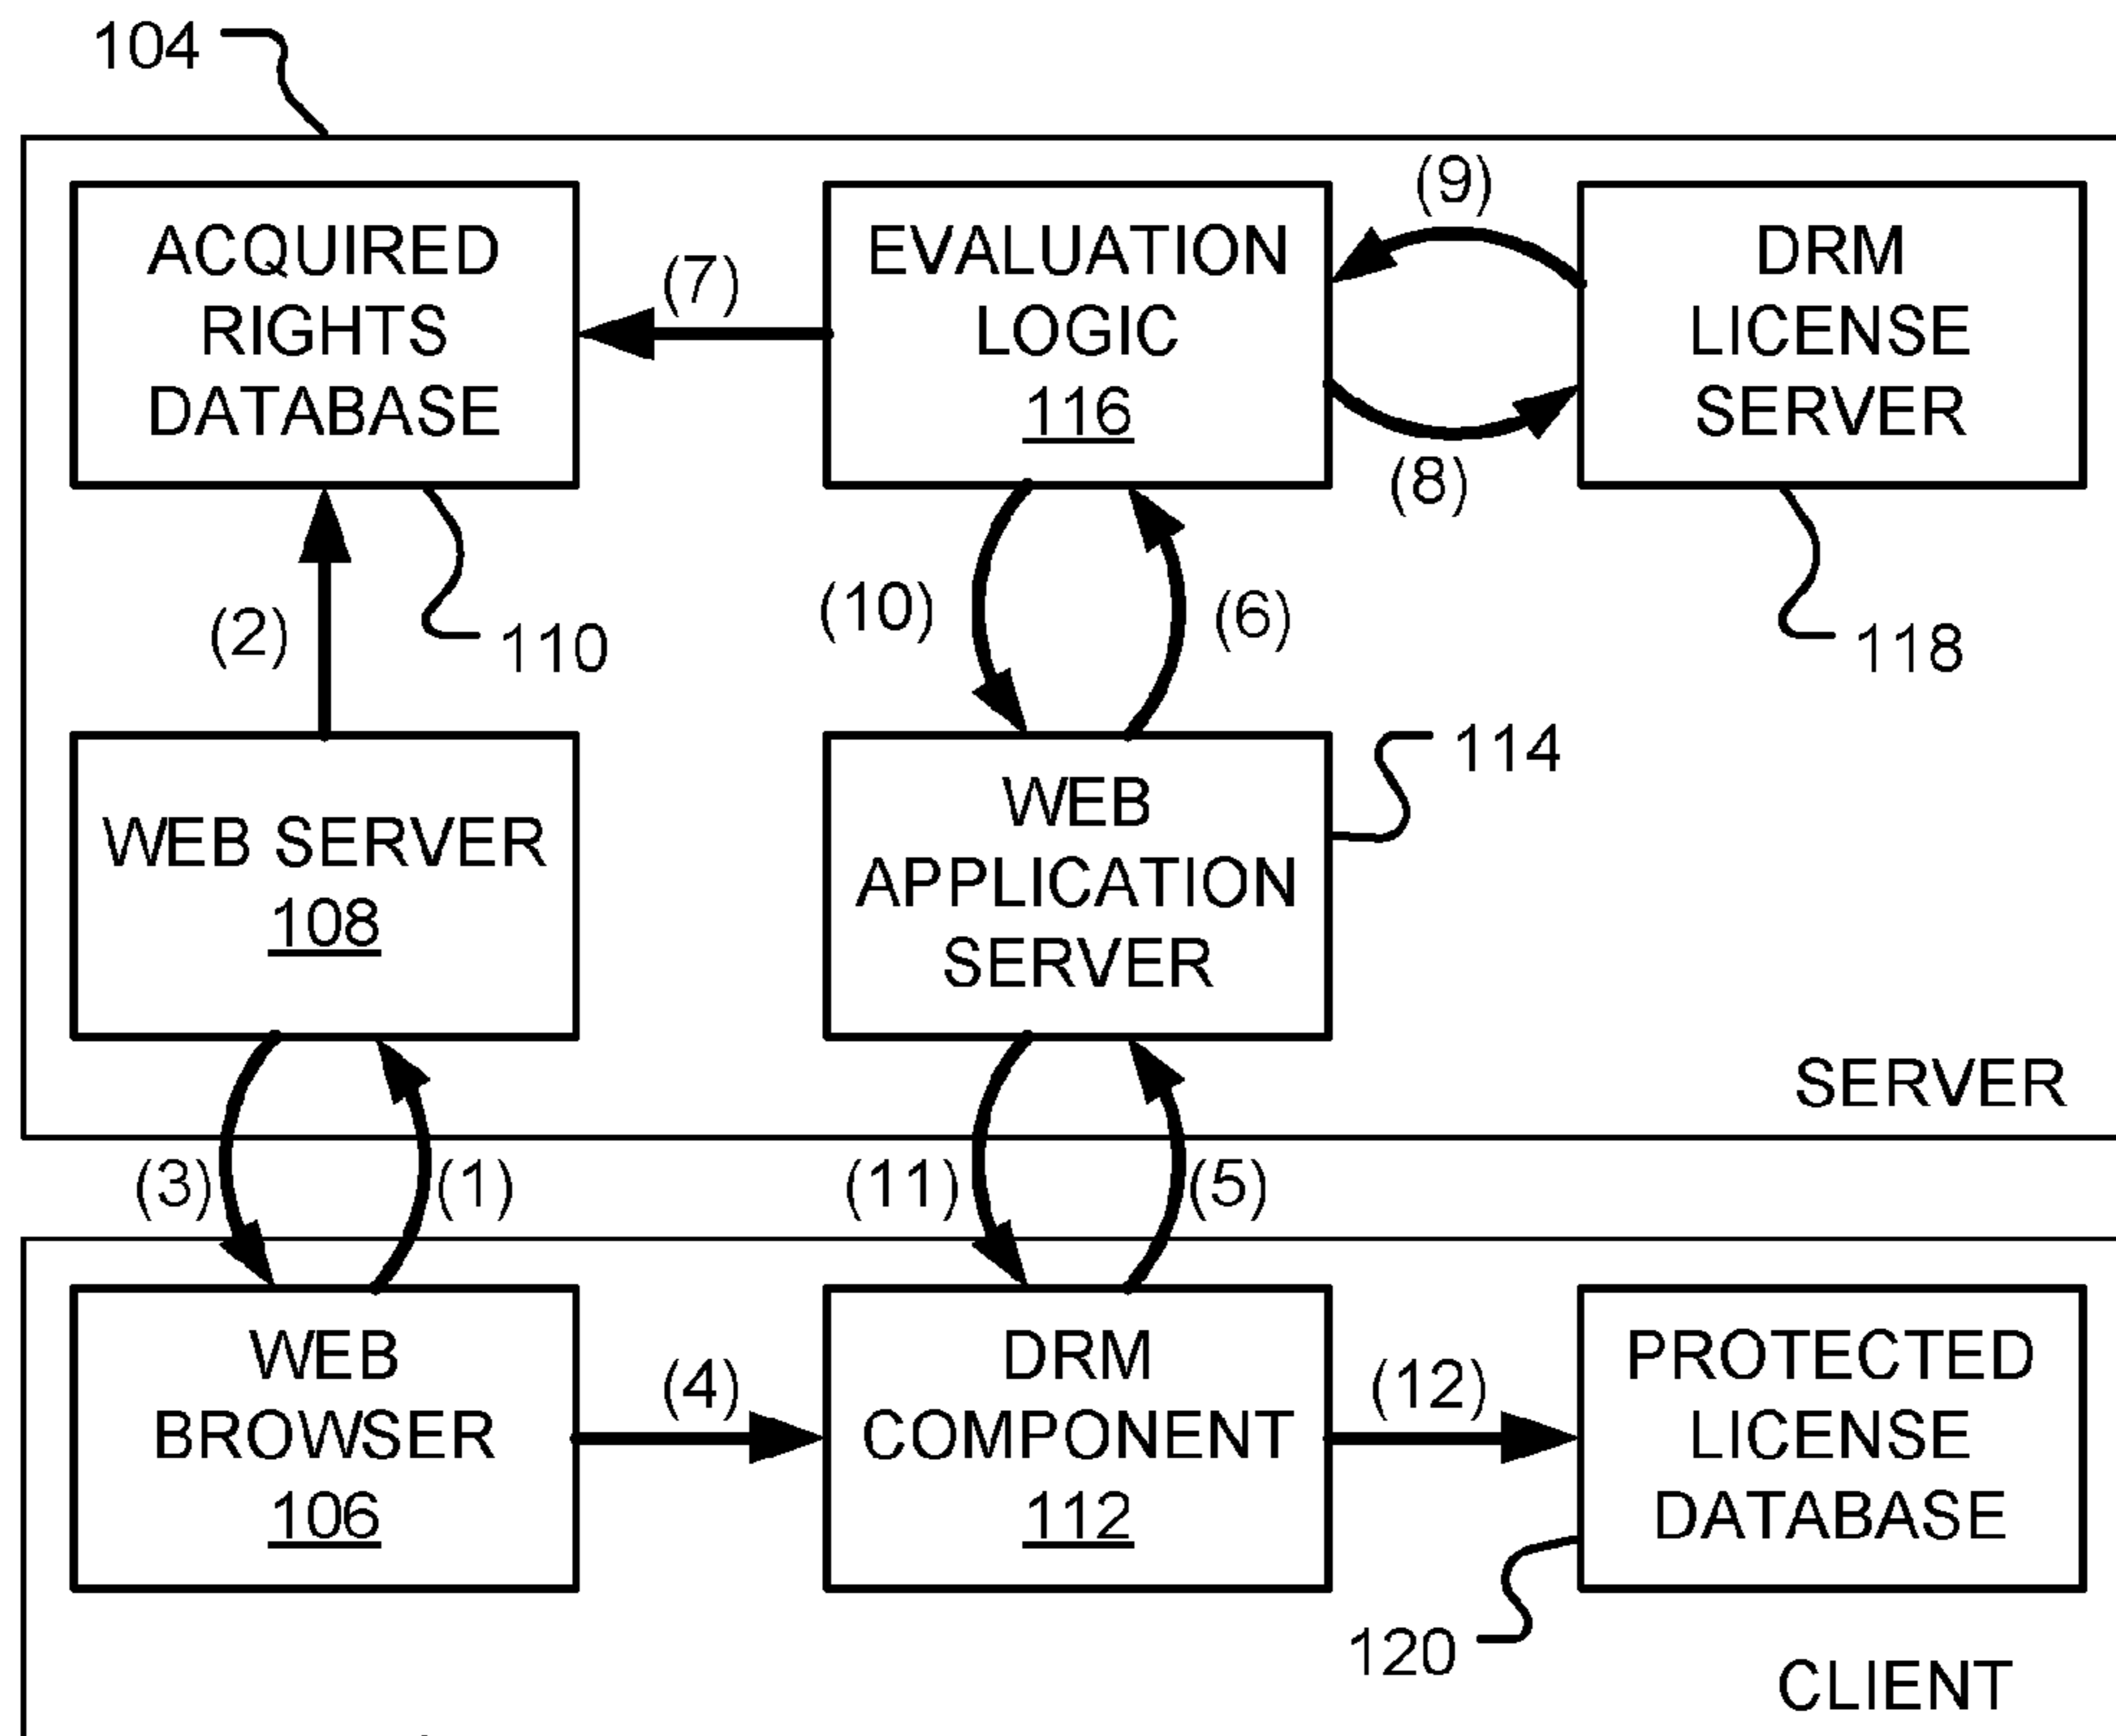 104
ACQUIRED
RIGHTS
DATABASE
(7)
EVALUATION
LOGIC
116
(9)
(8)
DRM
LICENSE
SERVER
(2)
110
(10)
(6)
118
WEB SERVER
108
WEB
APPLICATION
SERVER
114
SERVER
(3)
(1)
(11)
(5)
WEB
BROWSER
106
(4)
DRM
COMPONENT
112
(12)
PROTECTED
LICENSE
DATABASE
120
CLIENT